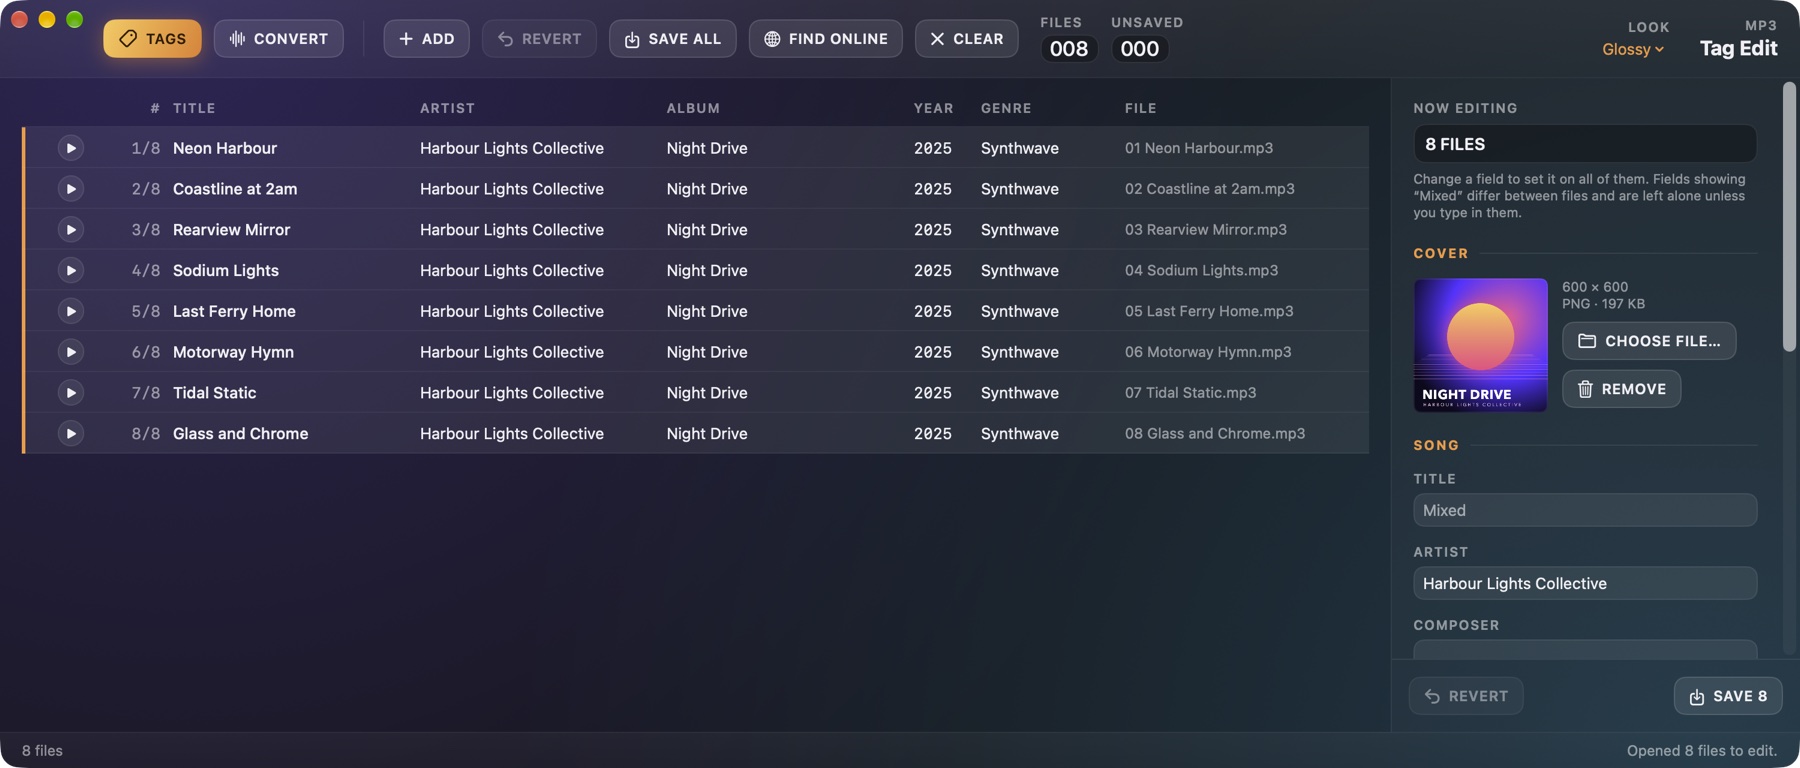 TAGS CONVERT ADD REVERT SAVE ALL FIND ONLINE CLEAR
FILES UNSAVED
008 000
LOOK
Glossy
MP3
Tag Edit
# TITLE ARTIST ALBUM YEAR GENRE FILE
1/8 Neon Harbour Harbour Lights Collective Night Drive 2025 Synthwave 01 Neon Harbour.mp3
2/8 Coastline at 2am Harbour Lights Collective Night Drive 2025 Synthwave 02 Coastline at 2am.mp3
3/8 Rearview Mirror Harbour Lights Collective Night Drive 2025 Synthwave 03 Rearview Mirror.mp3
4/8 Sodium Lights Harbour Lights Collective Night Drive 2025 Synthwave 04 Sodium Lights.mp3
5/8 Last Ferry Home Harbour Lights Collective Night Drive 2025 Synthwave 05 Last Ferry Home.mp3
6/8 Motorway Hymn Harbour Lights Collective Night Drive 2025 Synthwave 06 Motorway Hymn.mp3
7/8 Tidal Static Harbour Lights Collective Night Drive 2025 Synthwave 07 Tidal Static.mp3
8/8 Glass and Chrome Harbour Lights Collective Night Drive 2025 Synthwave 08 Glass and Chrome.mp3
NOW EDITING
8 FILES
Change a field to set it on all of them. Fields showing
“Mixed” differ between files and are left alone unless
you type in them.
COVER
NIGHT DRIVE
HARBOUR LIGHTS COLLECTIVE
600 × 600
PNG · 197 KB
CHOOSE FILE…
REMOVE
SONG
TITLE
Mixed
ARTIST
Harbour Lights Collective
COMPOSER
REVERT SAVE 8
8 files
Opened 8 files to edit.